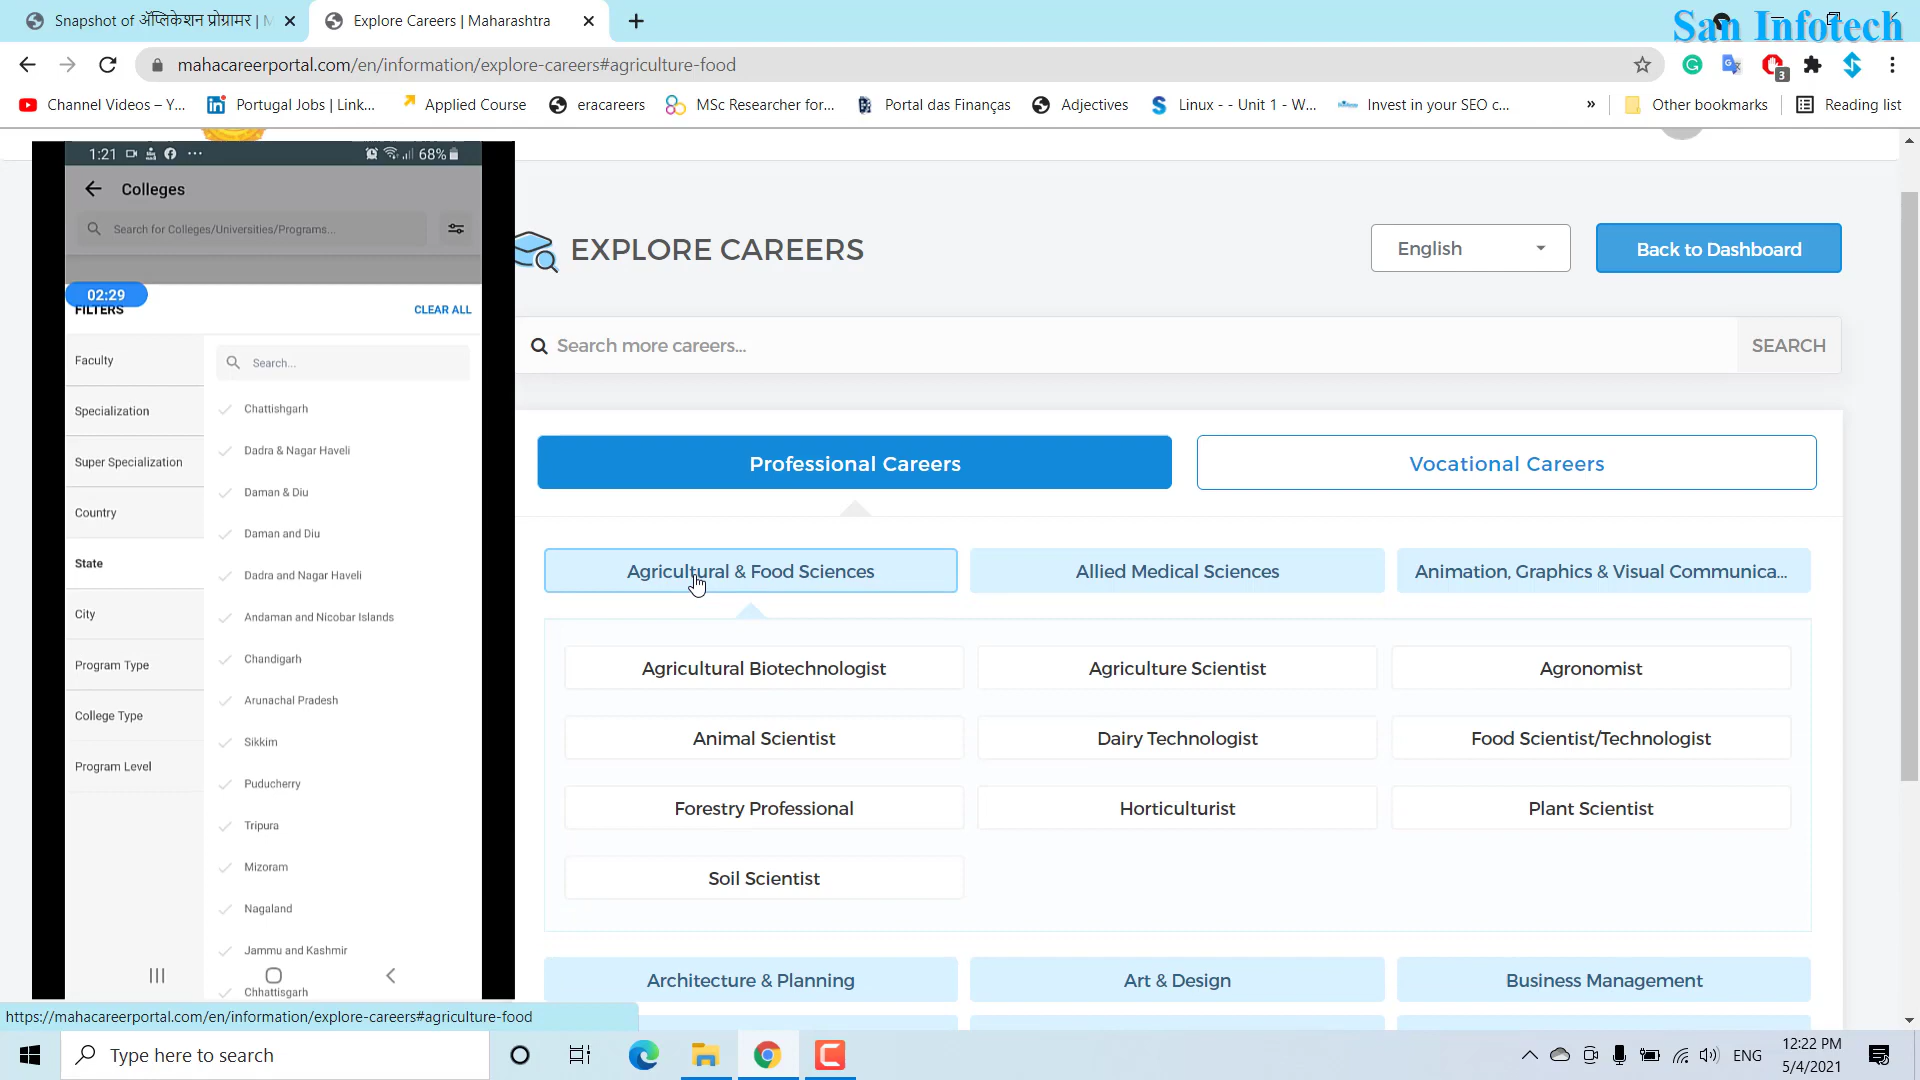 Snapshot of ॲप्लिकेशन प्रोग्रामर | M
Explore Careers | Maharashtra
San Infotech
mahacareerportal.com/en/information/explore-careers#agriculture-food
3
Channel Videos – Y...
Portugal Jobs | Link...
Applied Course
eracareers
MSc Researcher for...
Portal das Finanças
Adjectives
Linux - - Unit 1 - W...
Invest in your SEO c...
»
Other bookmarks
Reading list
1:21
68%
Colleges
Search for Colleges/Universities/Programs...
02:29
FILTERS
CLEAR ALL
Faculty
Specialization
Super Specialization
Country
State
City
Program Type
College Type
Program Level
Search...
Chattishgarh
Dadra & Nagar Haveli
Daman & Diu
Daman and Diu
Dadra and Nagar Haveli
Andaman and Nicobar Islands
Chandigarh
Arunachal Pradesh
Sikkim
Puducherry
Tripura
Mizoram
Nagaland
Jammu and Kashmir
Chhattisgarh
EXPLORE CAREERS
English
Back to Dashboard
Search more careers...
SEARCH
Professional Careers
Vocational Careers
Agricultural & Food Sciences
Allied Medical Sciences
Animation, Graphics & Visual Communica...
Agricultural Biotechnologist
Agriculture Scientist
Agronomist
Animal Scientist
Dairy Technologist
Food Scientist/Technologist
Forestry Professional
Horticulturist
Plant Scientist
Soil Scientist
Architecture & Planning
Art & Design
Business Management
https://mahacareerportal.com/en/information/explore-careers#agriculture-food
Type here to search
ENG
12:22 PM
5/4/2021